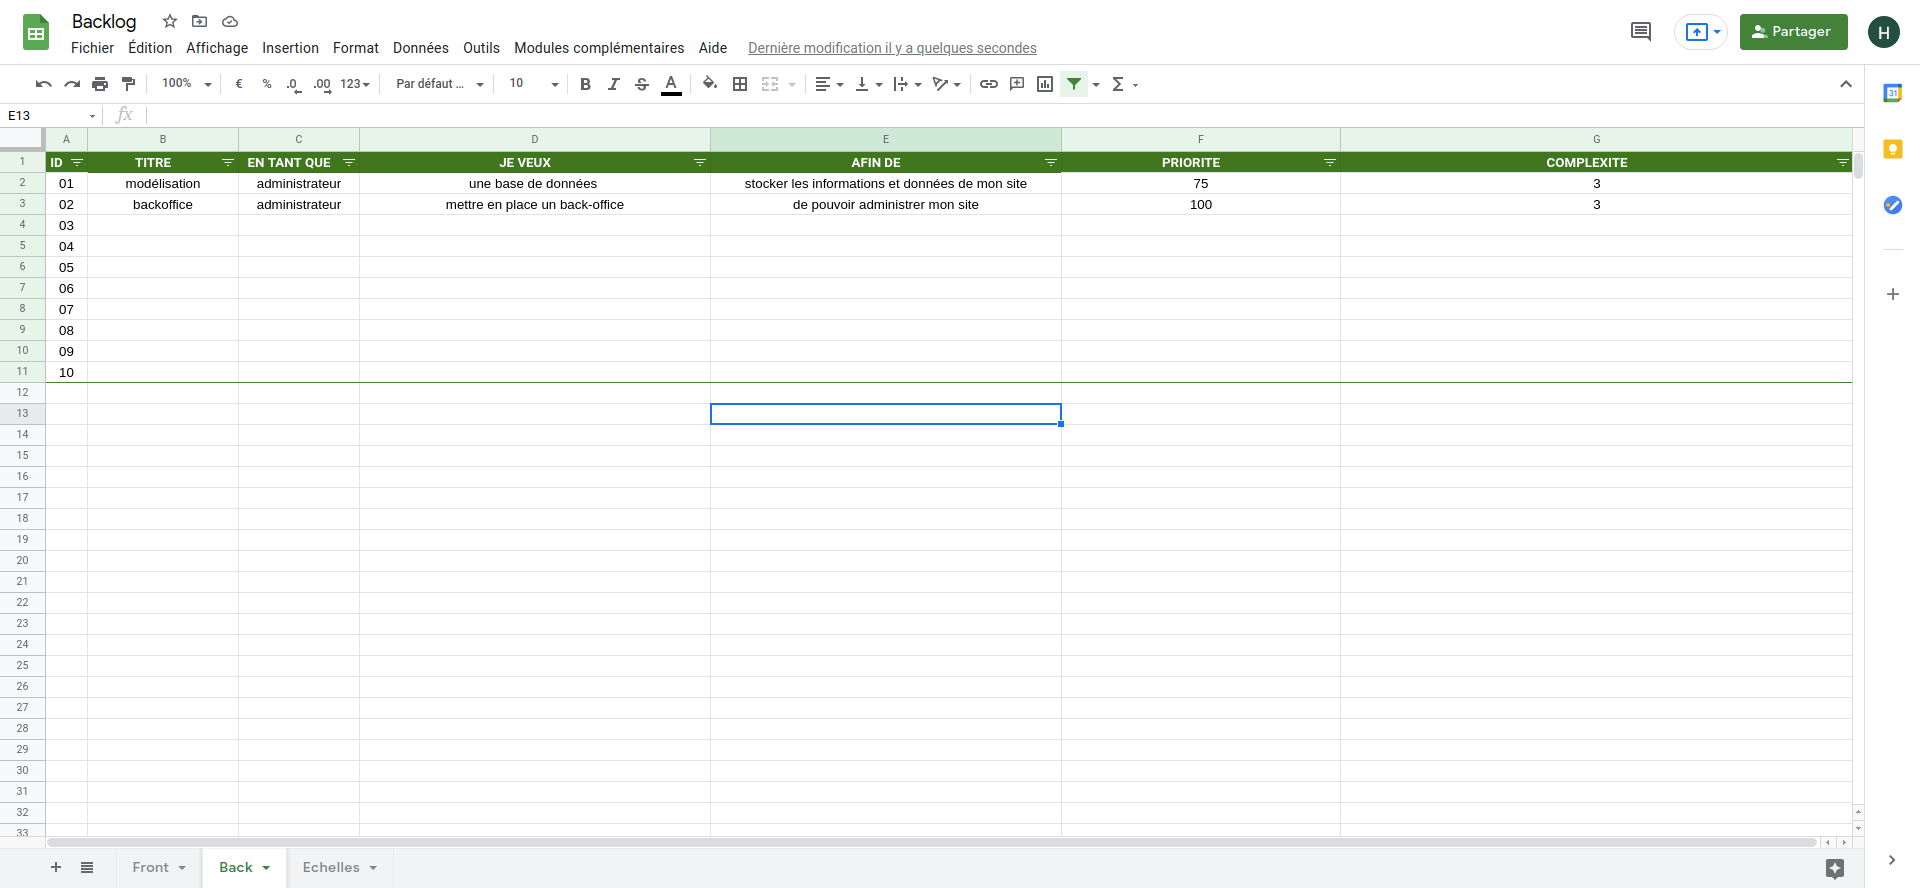 Backlog
Fichier Édition Affichage Insertion Format Données Outils Modules complémentaires Aide Dernière modification il y a quelques secondes
Partager
H
100% € % .0 .00 123 Par défaut ... 10 B I S A Σ
31
E13 fx
A B C D E F G
1 ID TITRE EN TANT QUE JE VEUX AFIN DE PRIORITE COMPLEXITE
2 01 modélisation administrateur une base de données stocker les informations et données de mon site 75 3
3 02 backoffice administrateur mettre en place un back-office de pouvoir administrer mon site 100 3
4 03
5 04
6 05
7 06
8 07
9 08
10 09
11 10
12
13
14
15
16
17
18
19
20
21
22
23
24
25
26
27
28
29
30
31
32
33
Front Back Echelles